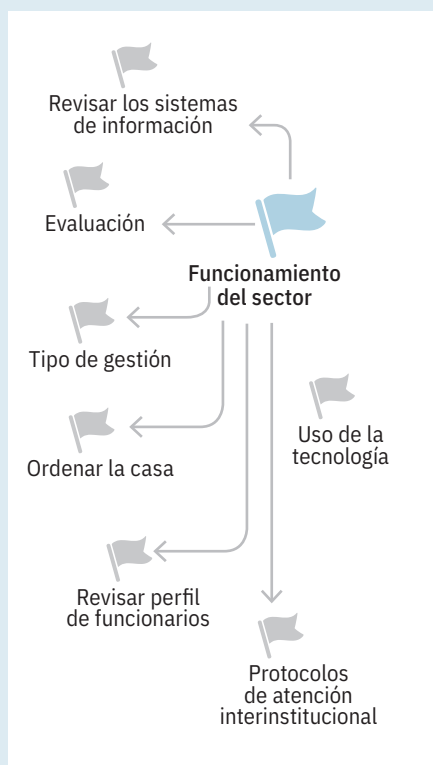 Revisar los sistemas
de información
Evaluación
Funcionamiento
del sector
Tipo de gestión
Ordenar la casa
Uso de la
tecnología
Revisar perfil
de funcionarios
Protocolos
de atención
interinstitucional